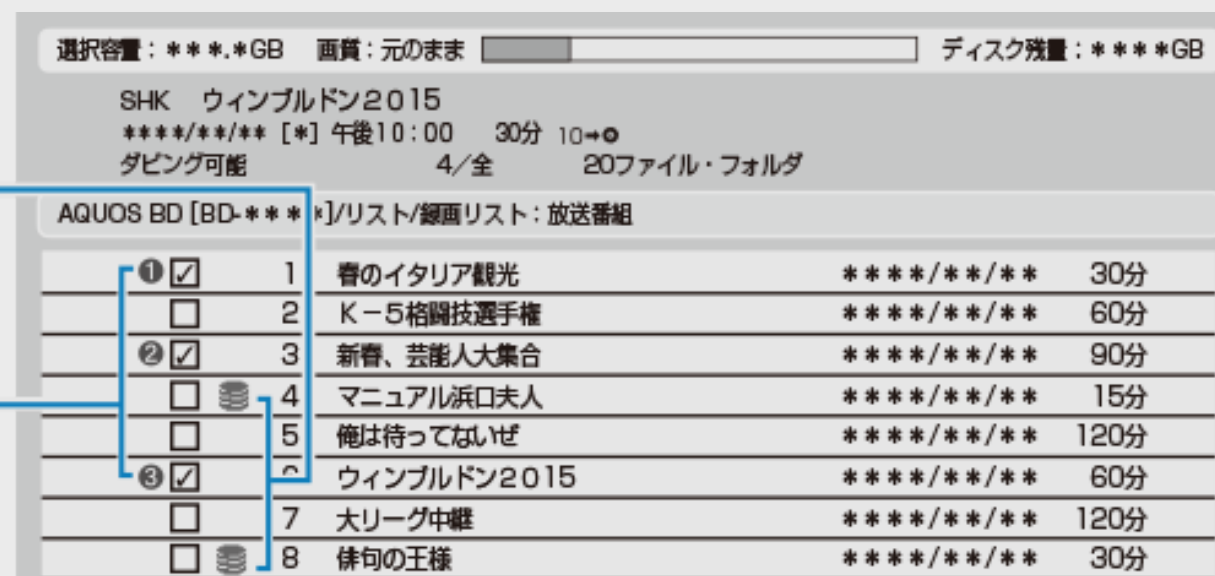 選択容量：＊＊＊.＊GB 画質：元のまま ディスク残量：＊＊＊＊GB
SHK ウィンブルドン２０１５
＊＊＊＊/＊＊/＊＊ [＊] 午後10：00 30分 10→
ダビング可能 4／全 20ファイル・フォルダ
AQUOS BD [BD-＊＊＊＊]/リスト/録画リスト：放送番組
❶ ☑ 1 春のイタリア観光 ＊＊＊＊/＊＊/＊＊ 30分
☐ 2 Ｋ－５格闘技選手権 ＊＊＊＊/＊＊/＊＊ 60分
❷ ☑ 3 新春、芸能人大集合 ＊＊＊＊/＊＊/＊＊ 90分
☐ 4 マニュアル浜口夫人 ＊＊＊＊/＊＊/＊＊ 15分
☐ 5 俺は待ってないぜ ＊＊＊＊/＊＊/＊＊ 120分
❸ ☑ ウィンブルドン２０１５ ＊＊＊＊/＊＊/＊＊ 60分
☐ 7 大リーグ中継 ＊＊＊＊/＊＊/＊＊ 120分
☐ 8 俳句の王様 ＊＊＊＊/＊＊/＊＊ 30分